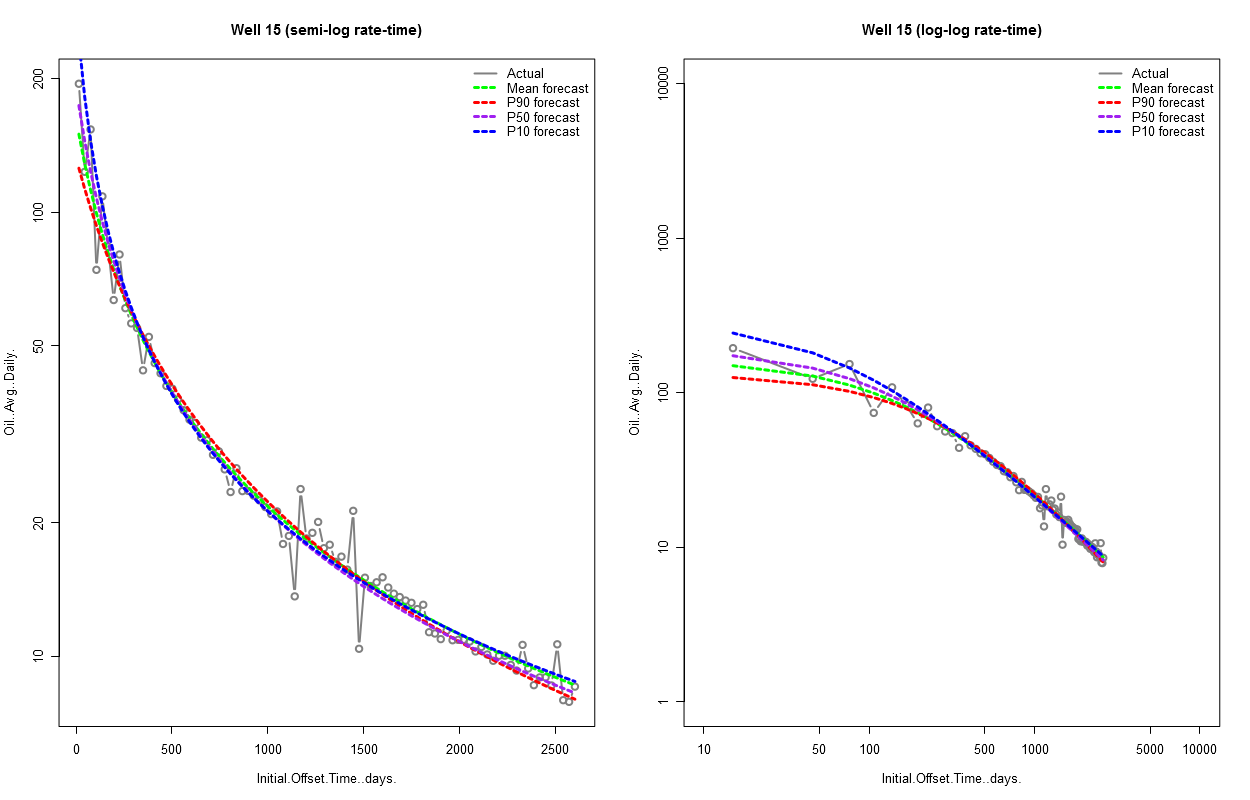 Well 15 (semi-log rate-time)
200
100
50
20
10
Oil..Avg..Daily.
0
500
1000
1500
2000
2500
Initial.Offset.Time..days.
Actual
Mean forecast
P90 forecast
P50 forecast
P10 forecast
Well 15 (log-log rate-time)
10000
1000
100
10
1
Oil..Avg..Daily.
10
50
100
500
1000
5000
10000
Initial.Offset.Time..days.
Actual
Mean forecast
P90 forecast
P50 forecast
P10 forecast